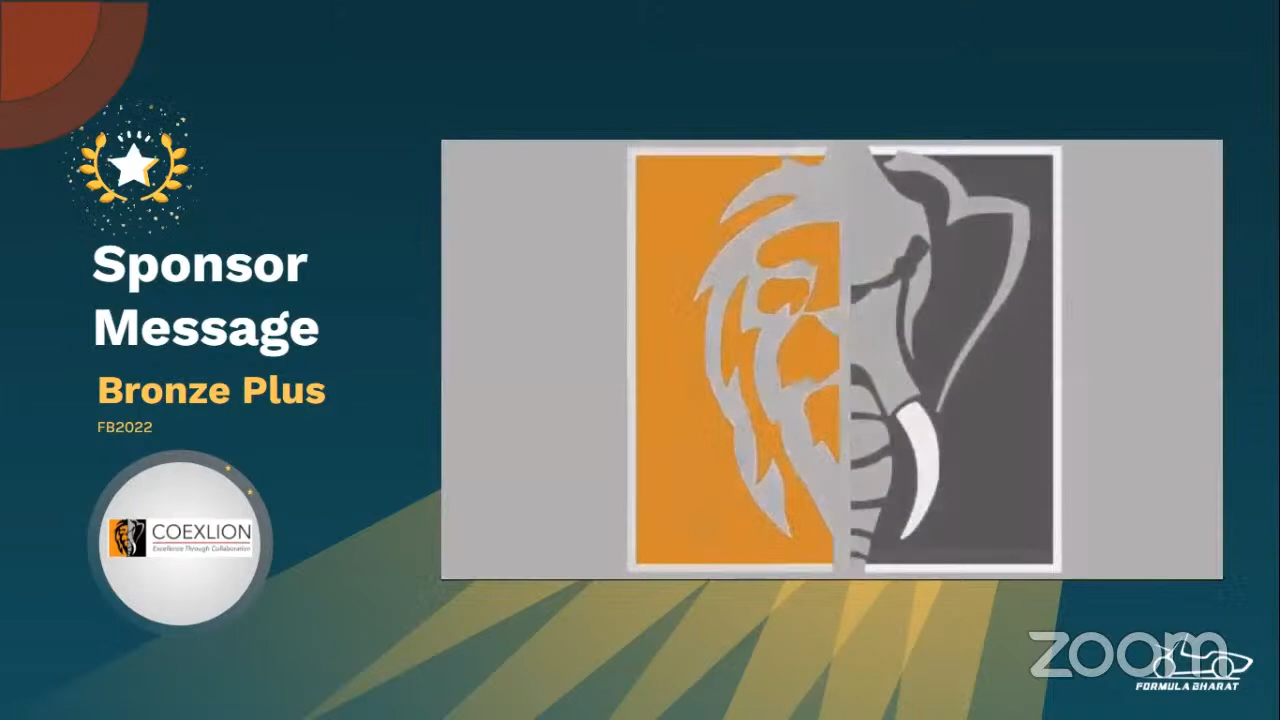 Sponsor
Message
Bronze Plus
FB2022
COEXLION
Excellence Through Collaboration
zoom
FORMULA BHARAT